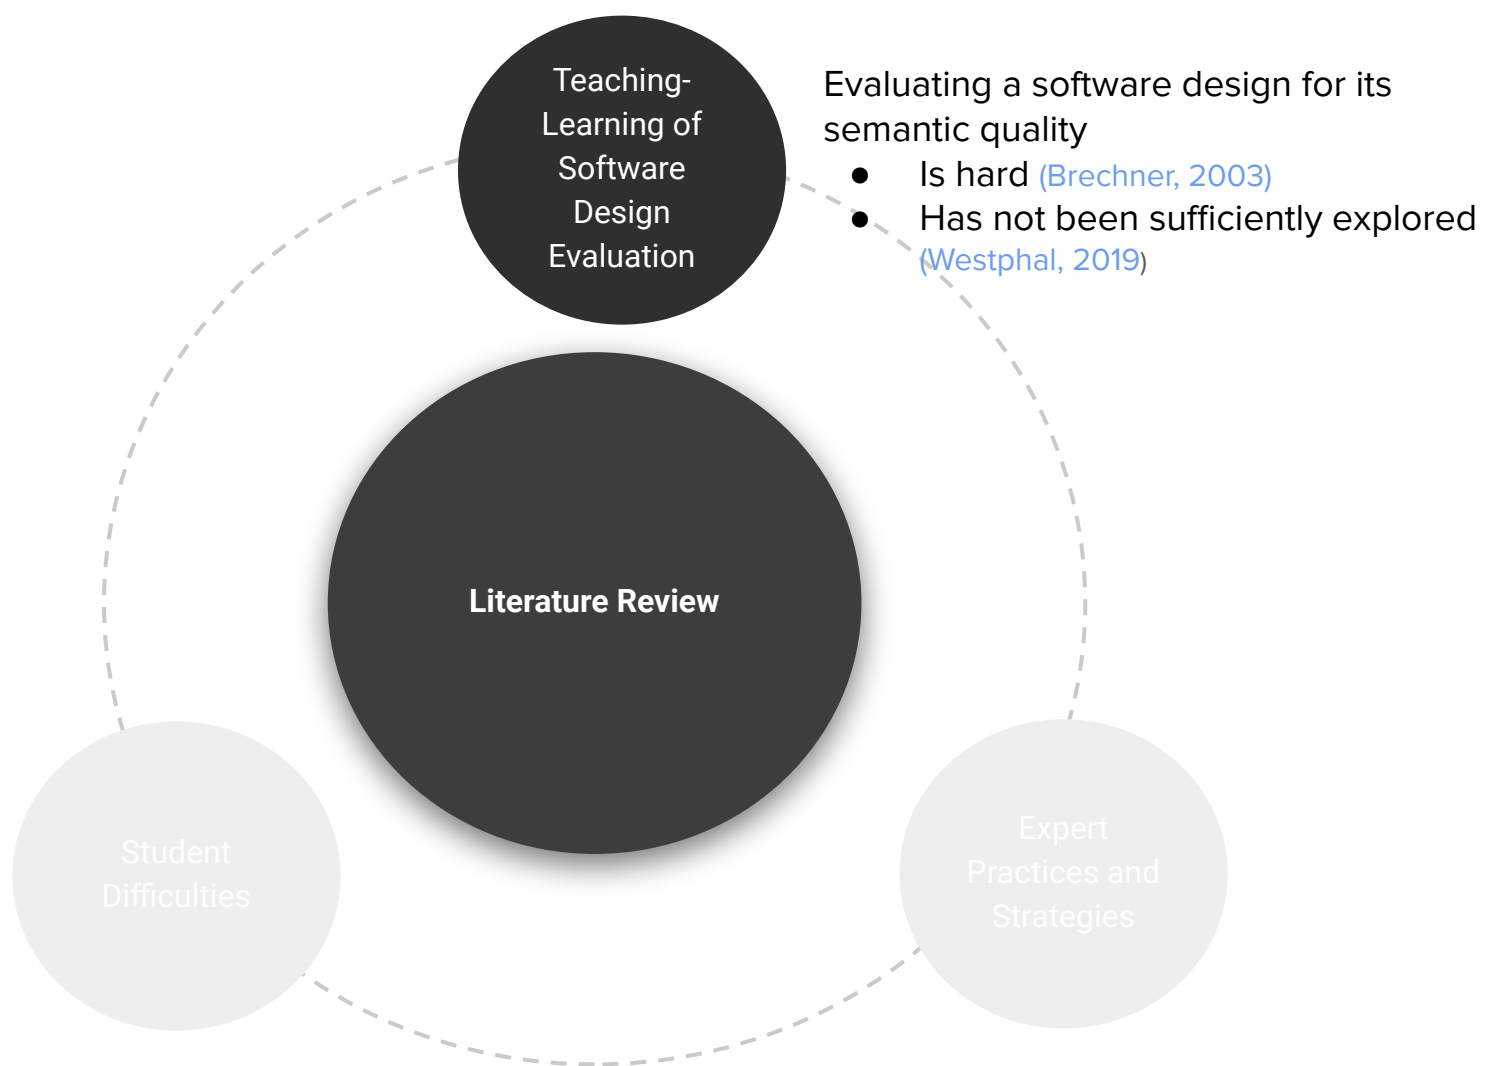 Teaching-
Learning of
Software
Design
Evaluation
Evaluating a software design for its
semantic quality
● Is hard (Brechner, 2003)
● Has not been sufficiently explored
(Westphal, 2019)
Literature Review
Student
Difficulties
Expert
Practices and
Strategies